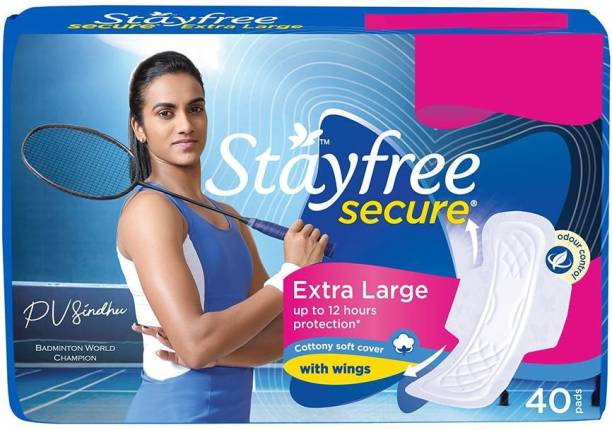 Stayfree
secure Extra Large
Stayfree™
secure®
odour control
Extra Large
up to 12 hours
protection*
Cottony soft cover
with wings
PV Sindhu
BADMINTON WORLD
CHAMPION
40 pads